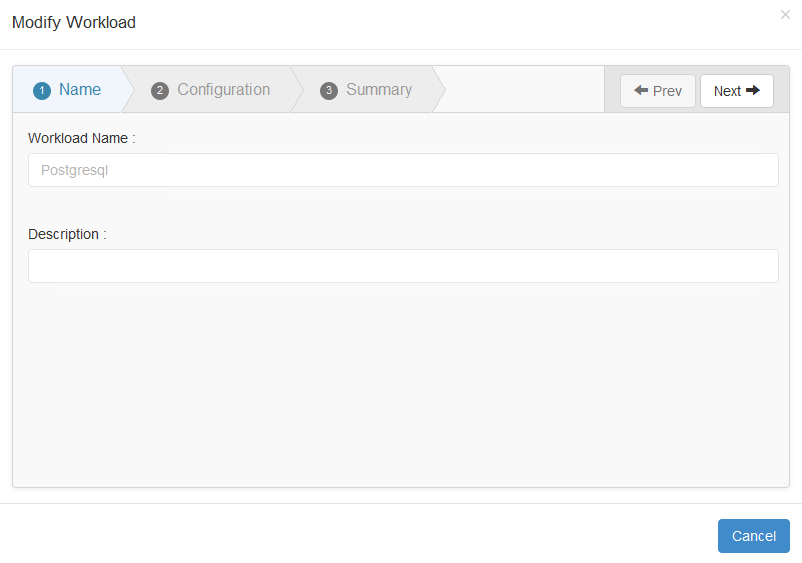 Modify Workload
×
1 Name 2 Configuration 3 Summary Prev Next
Workload Name :
Postgresql
Description :
Cancel